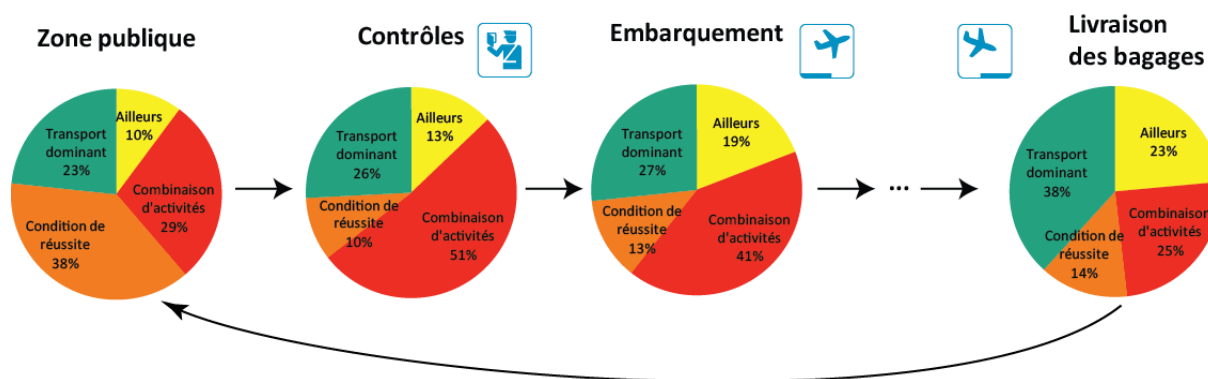 Zone publique
Contrôles
Embarquement
Livraison
des bagages
Ailleurs
10%
Transport
dominant
23%
Combinaison
d'activités
29%
Condition de
réussite
38%
Ailleurs
13%
Transport
dominant
26%
Condition de
réussite
10%
Combinaison
d'activités
51%
Ailleurs
19%
Transport
dominant
27%
Condition de
réussite
13%
Combinaison
d'activités
41%
...
Ailleurs
23%
Transport
dominant
38%
Combinaison
d'activités
25%
Condition de
réussite
14%